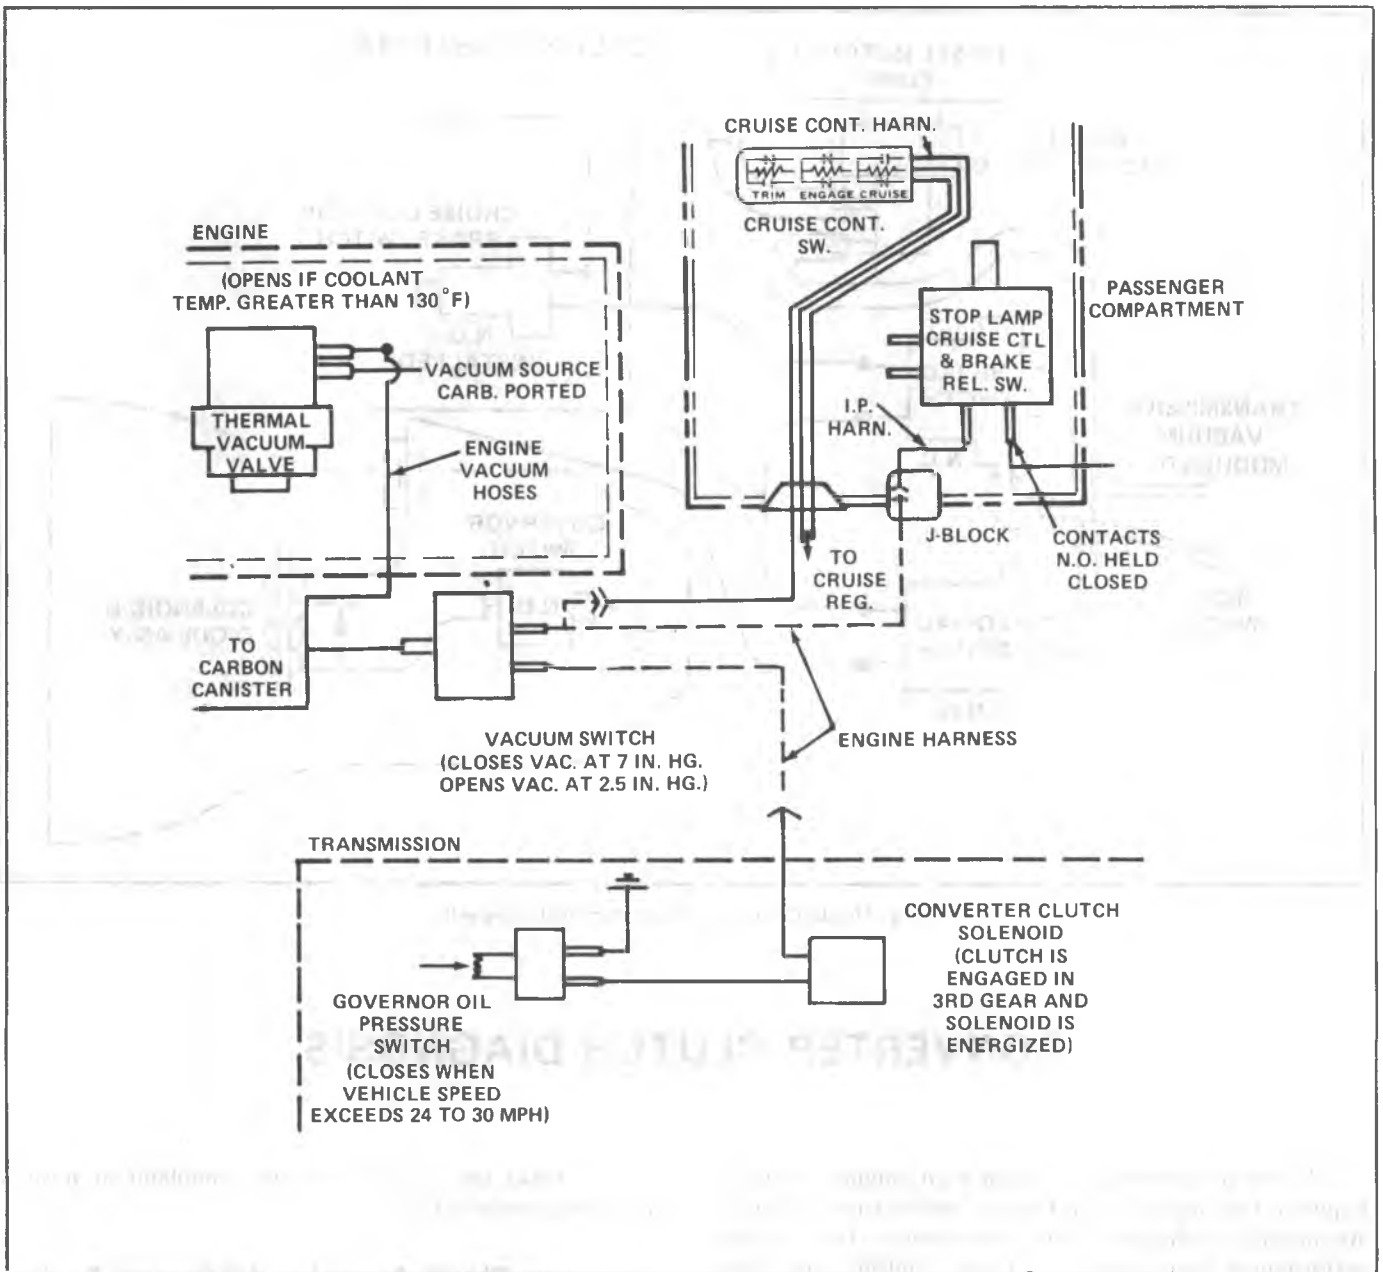 CRUISE CONT. HARN.
TRIM ENGAGE CRUISE
CRUISE CONT.
SW.
ENGINE
(OPENS IF COOLANT
TEMP. GREATER THAN 130°F)
VACUUM SOURCE
CARB. PORTED
THERMAL
VACUUM
VALVE
ENGINE
VACUUM
HOSES
PASSENGER
COMPARTMENT
STOP LAMP
CRUISE CTL
& BRAKE
REL. SW.
I.P.
HARN.
J-BLOCK
CONTACTS
N.O. HELD
CLOSED
TO
CRUISE
REG.
TO
CARBON
CANISTER
VACUUM SWITCH
(CLOSES VAC. AT 7 IN. HG.
OPENS VAC. AT 2.5 IN. HG.)
ENGINE HARNESS
TRANSMISSION
GOVERNOR OIL
PRESSURE
SWITCH
(CLOSES WHEN
VEHICLE SPEED
EXCEEDS 24 TO 30 MPH)
CONVERTER CLUTCH
SOLENOID
(CLUTCH IS
ENGAGED IN
3RD GEAR AND
SOLENOID IS
ENERGIZED)